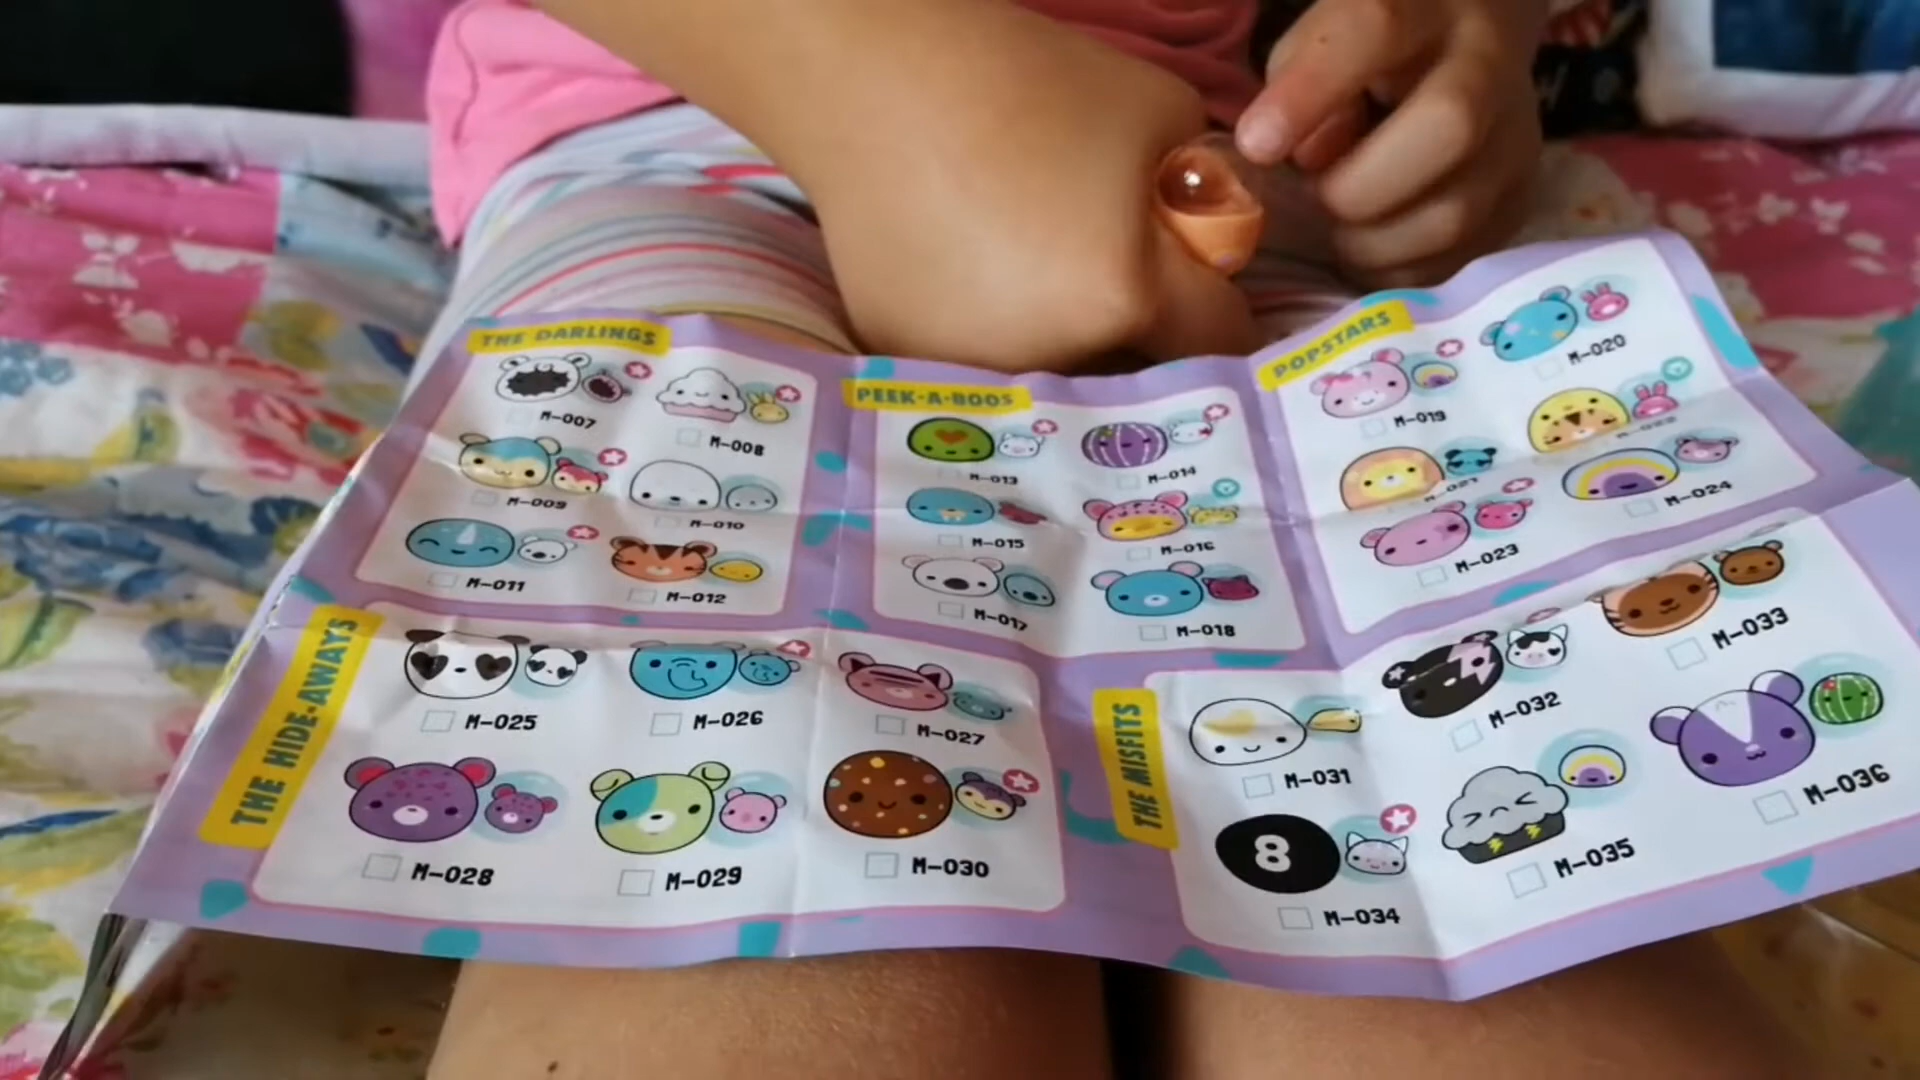 THE DARLINGS
M-007
M-008
M-009
M-010
M-011
M-012
PEEK-A-BOOS
M-013
M-014
M-015
M-016
M-017
M-018
POPSTARS
M-019
M-020
M-021
M-022
M-023
M-024
THE HIDE-AWAYS
M-025
M-026
M-027
M-028
M-029
M-030
THE MISFITS
M-031
M-032
M-033
8
M-034
M-035
M-036